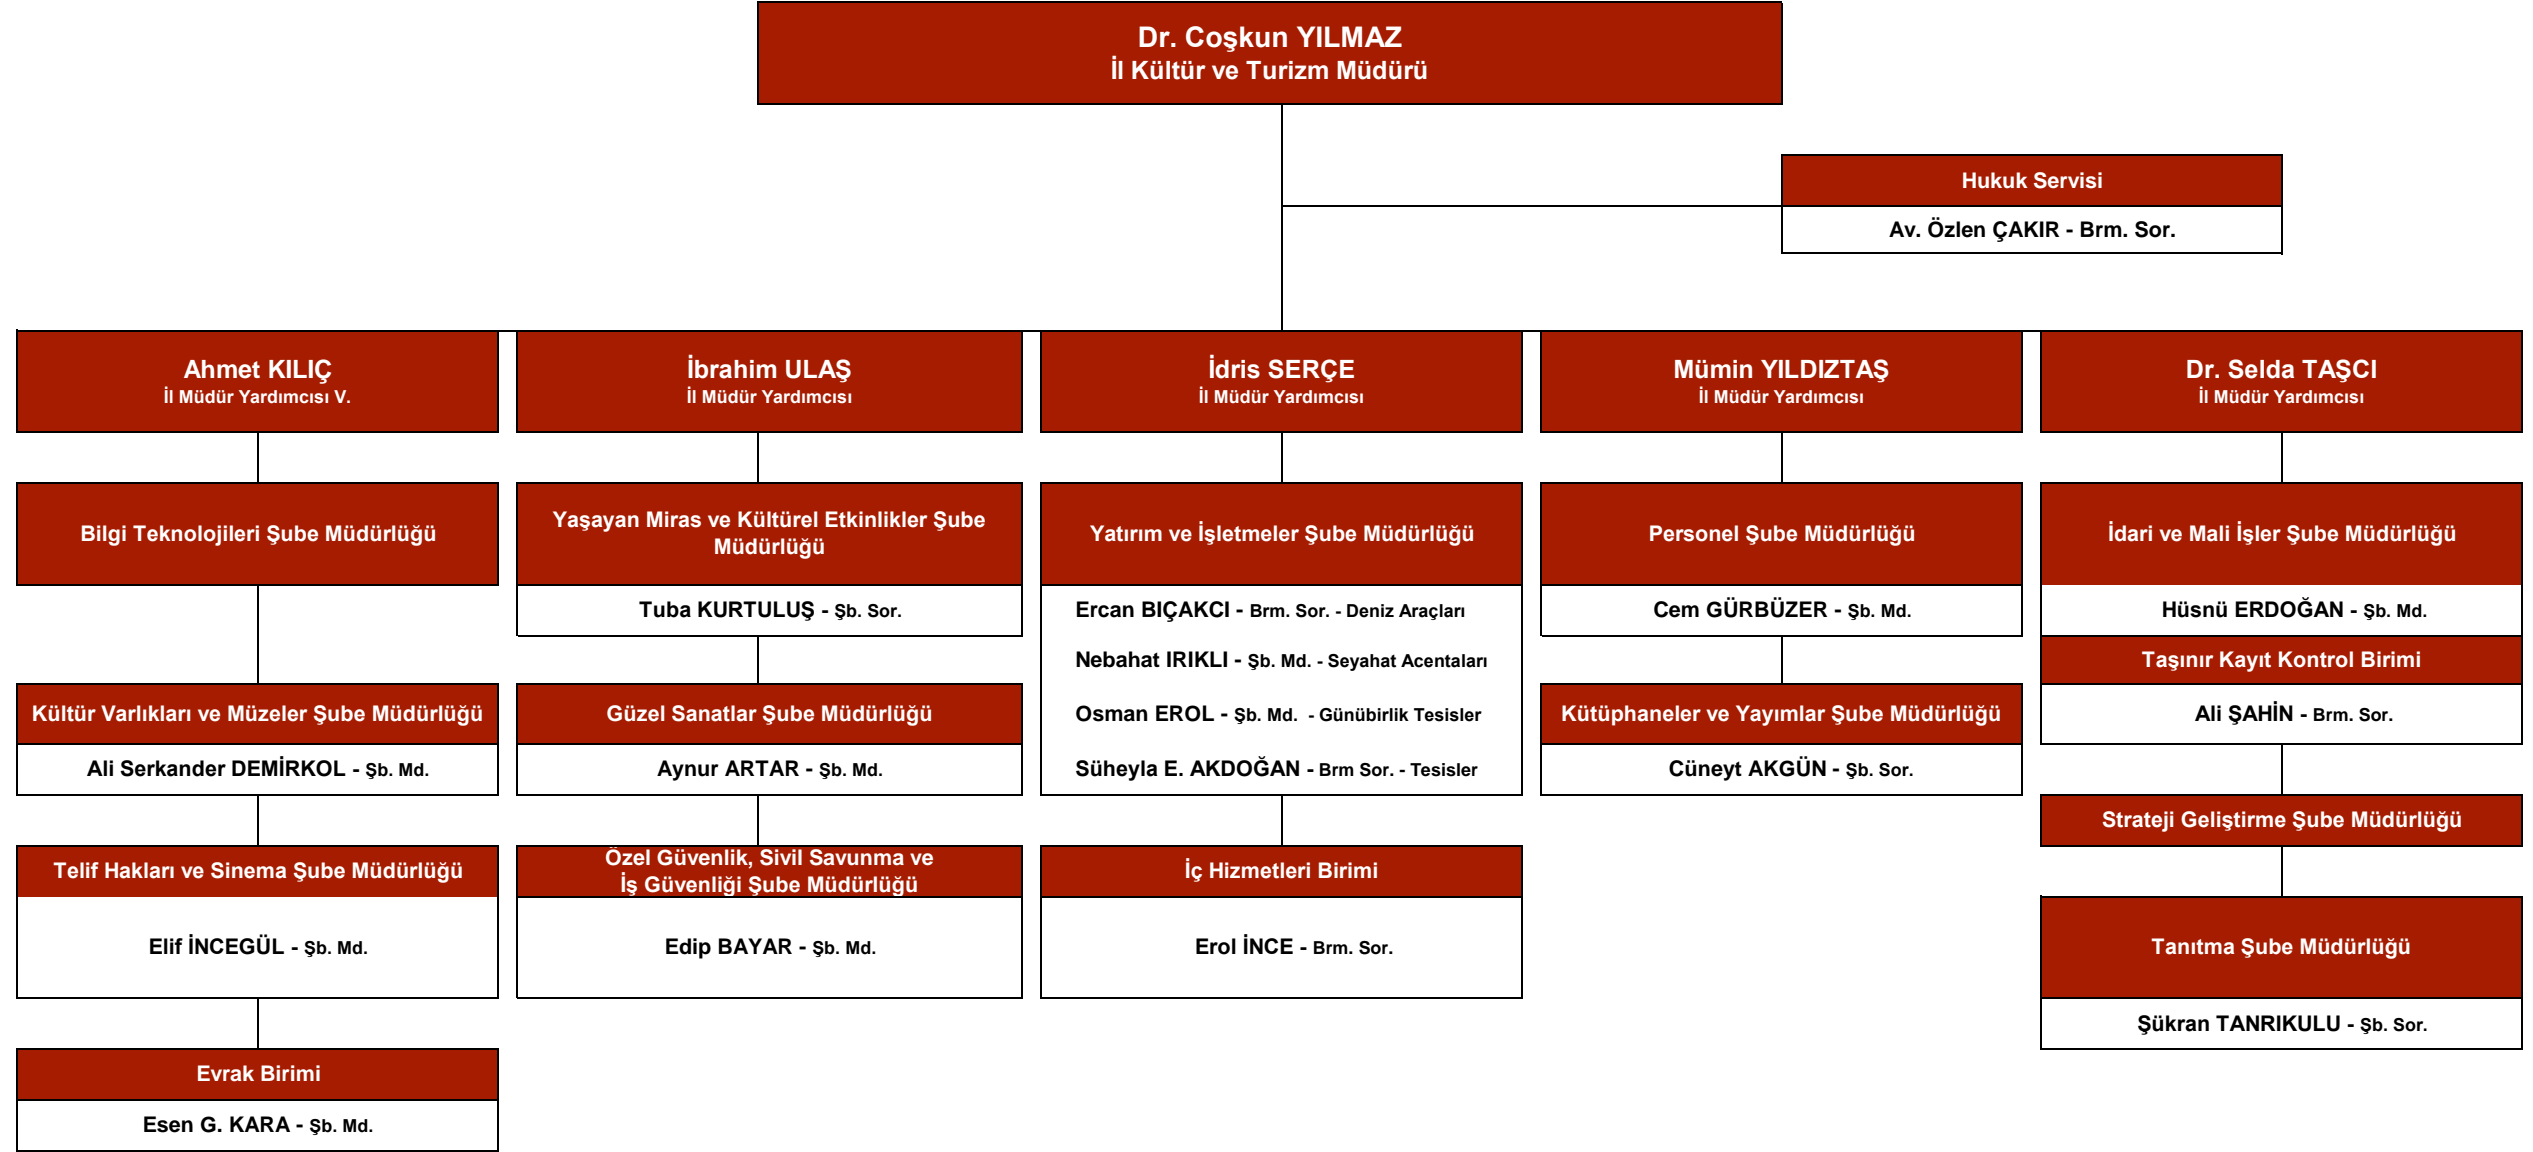 Dr. Coşkun YILMAZ
İl Kültür ve Turizm Müdürü
Hukuk Servisi
Av. Özlen ÇAKIR - Brm. Sor.
Ahmet KILIÇ
İl Müdür Yardımcısı V.
Bilgi Teknolojileri Şube Müdürlüğü
Kültür Varlıkları ve Müzeler Şube Müdürlüğü
Ali Serkander DEMİRKOL - Şb. Md.
Telif Hakları ve Sinema Şube Müdürlüğü
Elif İNCEGÜL - Şb. Md.
Evrak Birimi
Esen G. KARA - Şb. Md.
İbrahim ULAŞ
İl Müdür Yardımcısı
Yaşayan Miras ve Kültürel Etkinlikler Şube
Müdürlüğü
Tuba KURTULUŞ - Şb. Sor.
Güzel Sanatlar Şube Müdürlüğü
Aynur ARTAR - Şb. Md.
Özel Güvenlik, Sivil Savunma ve
İş Güvenliği Şube Müdürlüğü
Edip BAYAR - Şb. Md.
İdris SERÇE
İl Müdür Yardımcısı
Yatırım ve İşletmeler Şube Müdürlüğü
Ercan BIÇAKCI - Brm. Sor. - Deniz Araçları
Nebahat IRIKLI - Şb. Md. - Seyahat Acentaları
Osman EROL - Şb. Md.  - Günübirlik Tesisler
Süheyla E. AKDOĞAN - Brm Sor. - Tesisler
İç Hizmetleri Birimi
Erol İNCE - Brm. Sor.
Mümin YILDIZTAŞ
İl Müdür Yardımcısı
Personel Şube Müdürlüğü
Cem GÜRBÜZER - Şb. Md.
Kütüphaneler ve Yayımlar Şube Müdürlüğü
Cüneyt AKGÜN - Şb. Sor.
Dr. Selda TAŞCI
İl Müdür Yardımcısı
İdari ve Mali İşler Şube Müdürlüğü
Hüsnü ERDOĞAN - Şb. Md.
Taşınır Kayıt Kontrol Birimi
Ali ŞAHİN - Brm. Sor.
Strateji Geliştirme Şube Müdürlüğü
Tanıtma Şube Müdürlüğü
Şükran TANRIKULU - Şb. Sor.